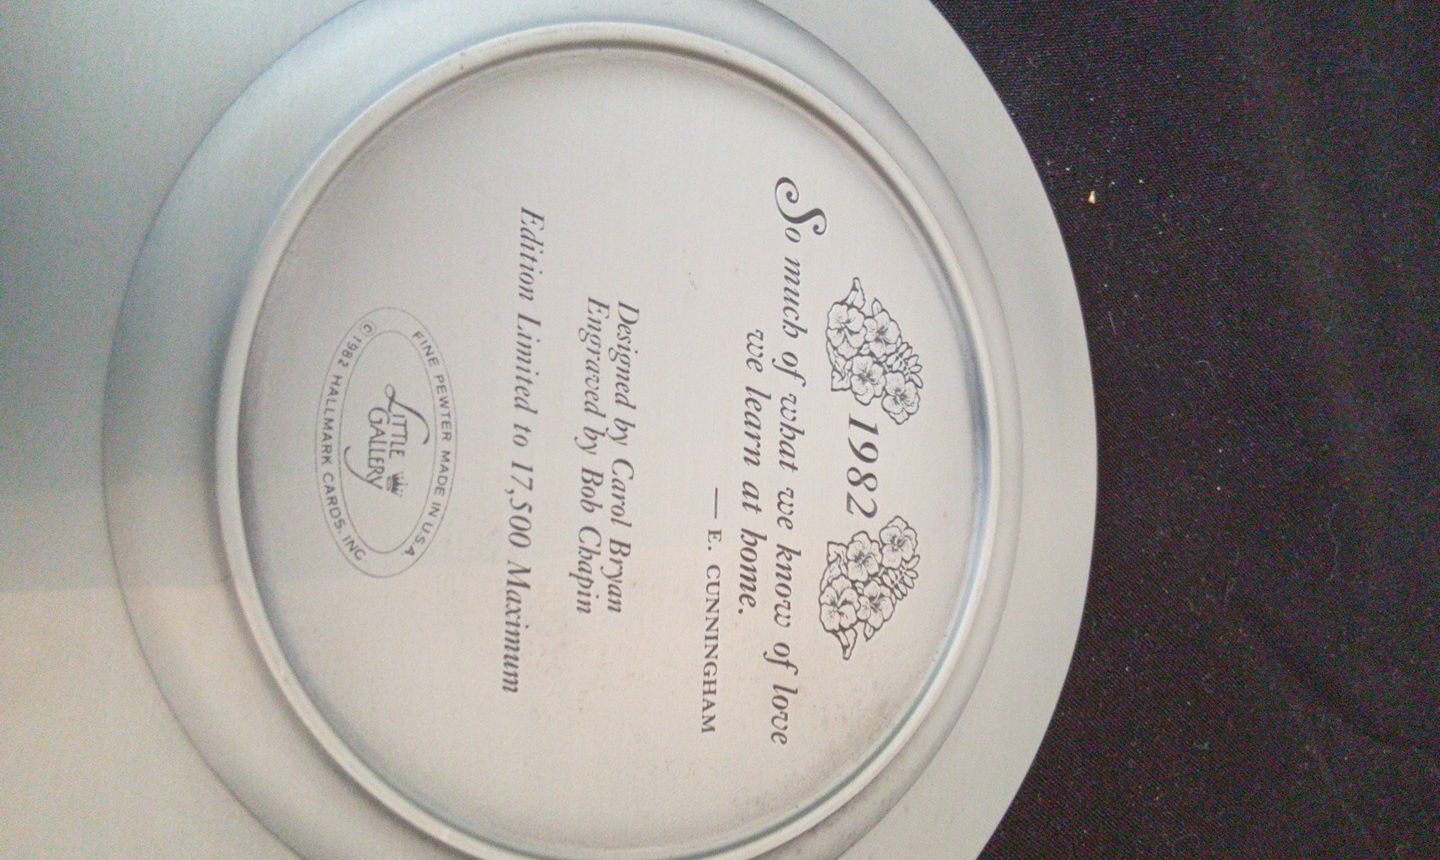 1982
So much of what we know of love
we learn at home.
— E. CUNNINGHAM
Designed by Carol Bryan
Engraved by Bob Chapin
Edition Limited to 17,500 Maximum
FINE PEWTER MADE IN U.S.A.
LITTLE
GALLERY
© 1982 HALLMARK CARDS, INC.